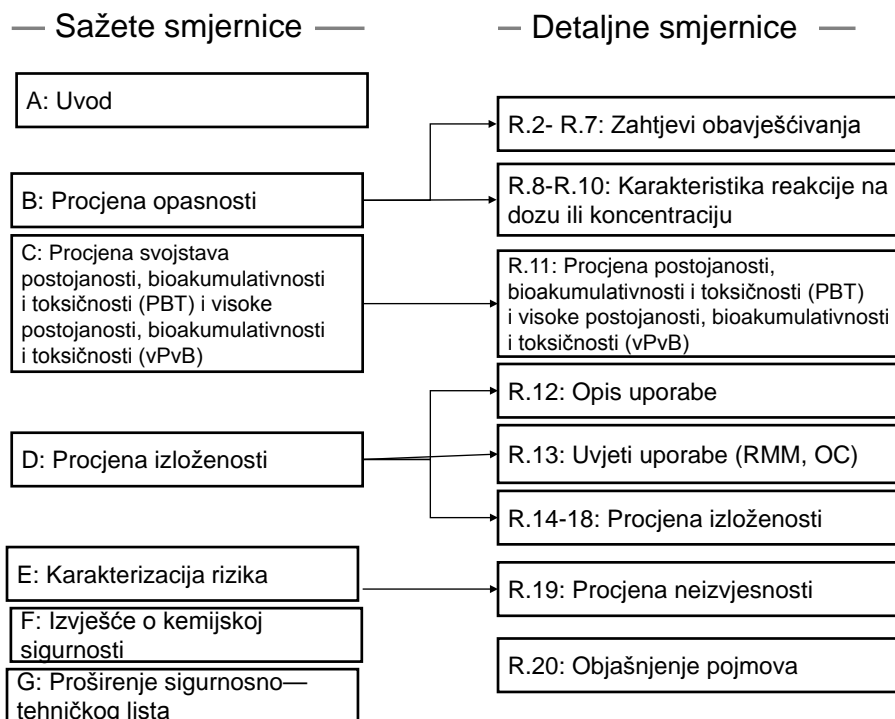 Sažete smjernice
A: Uvod
B: Procjena opasnosti
C: Procjena svojstava
postojanosti, bioakumulativnosti
i toksičnosti (PBT) i visoke
postojanosti, bioakumulativnosti
i toksičnosti (vPvB)
D: Procjena izloženosti
E: Karakterizacija rizika
F: Izvješće o kemijskoj
sigurnosti
G: Proširenje sigurnosno—
tehničkog lista
Detaljne smjernice
R.2- R.7: Zahtjevi obavješćivanja
R.8-R.10: Karakteristika reakcije na
dozu ili koncentraciju
R.11: Procjena postojanosti,
bioakumulativnosti i toksičnosti (PBT)
i visoke postojanosti, bioakumulativnosti
i toksičnosti (vPvB)
R.12: Opis uporabe
R.13: Uvjeti uporabe (RMM, OC)
R.14-18: Procjena izloženosti
R.19: Procjena neizvjesnosti
R.20: Objašnjenje pojmova